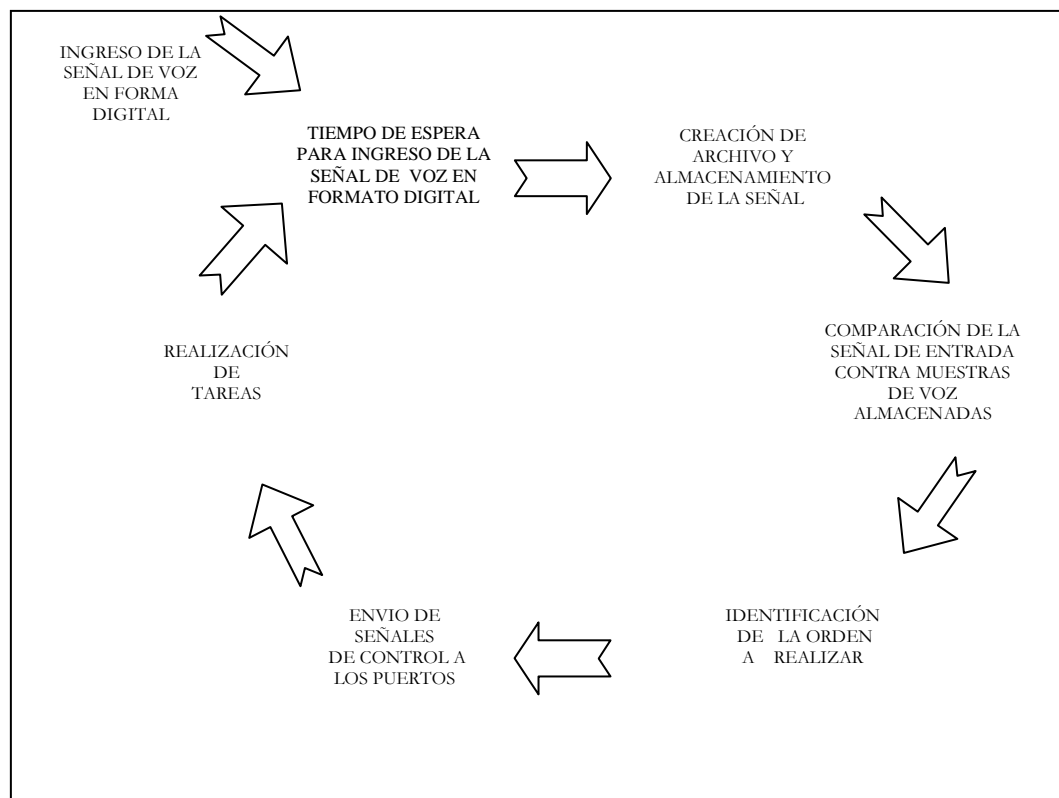 INGRESO DE LA
SEÑAL DE VOZ
EN FORMA
DIGITAL
TIEMPO DE ESPERA
PARA INGRESO DE LA
SEÑAL DE VOZ EN
FORMATO DIGITAL
CREACIÓN DE
ARCHIVO Y
ALMACENAMIENTO
DE LA SEÑAL
COMPARACIÓN DE LA
SEÑAL DE ENTRADA
CONTRA MUESTRAS
DE VOZ
ALMACENADAS
IDENTIFICACIÓN
DE LA ORDEN
A REALIZAR
ENVIO DE
SEÑALES
DE CONTROL A
LOS PUERTOS
REALIZACIÓN
DE
TAREAS